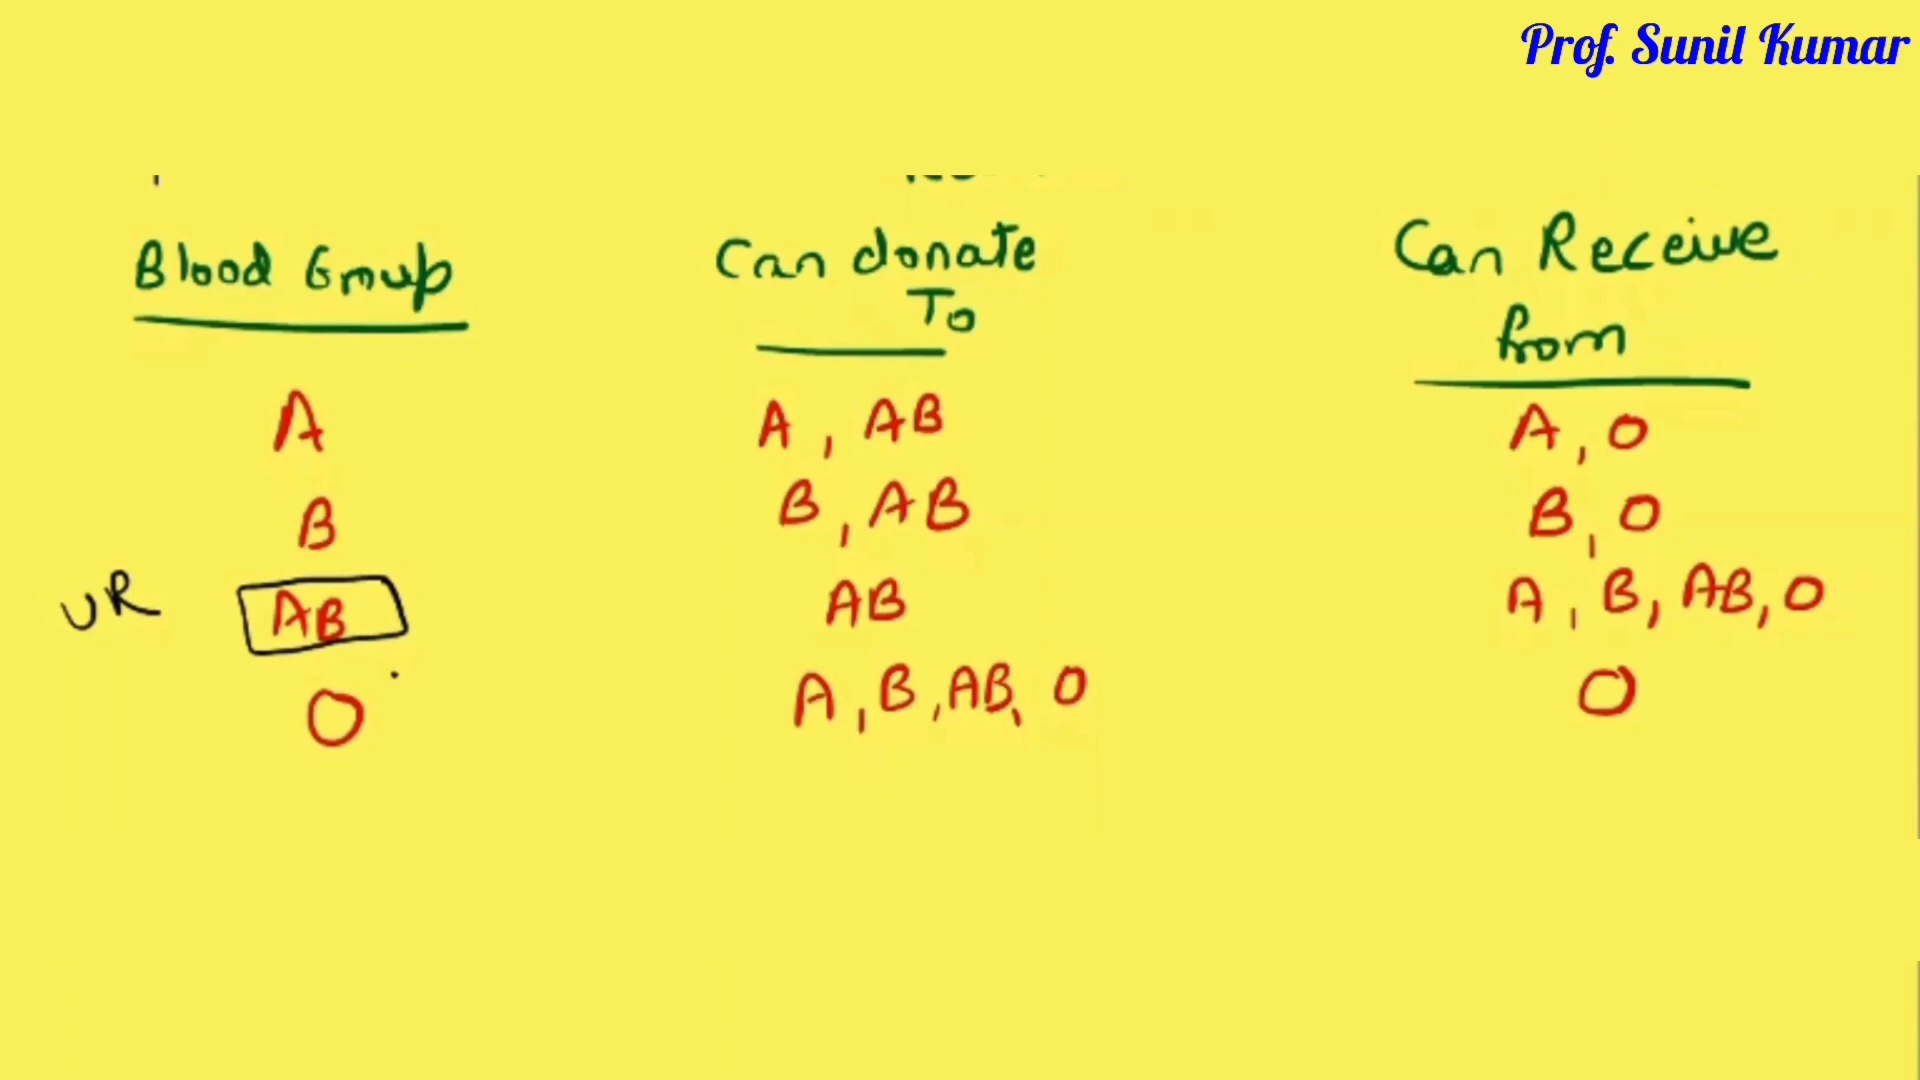 Prof. Sunil Kumar
Blood Group
Can donate To
Can Receive from
A
A, AB
A, O
B
B, AB
B, O
UR
AB
AB
A, B, AB, O
O
A, B, AB, O
O